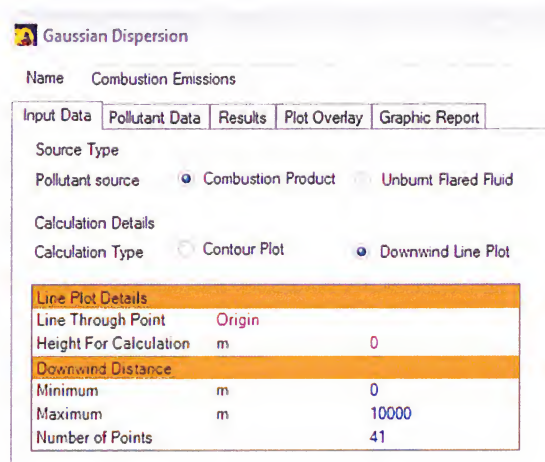 Gaussian Dispersion
Name Combustion Emissions
Input Data Pollutant Data Results Plot Overlay Graphic Report
Source Type
Pollutant source Combustion Product Unburnt Flared Fluid
Calculation Details
Calculation Type Contour Plot Downwind Line Plot
Line Plot Details
Line Through Point Origin
Height For Calculation m 0
Downwind Distance
Minimum m 0
Maximum m 10000
Number of Points 41